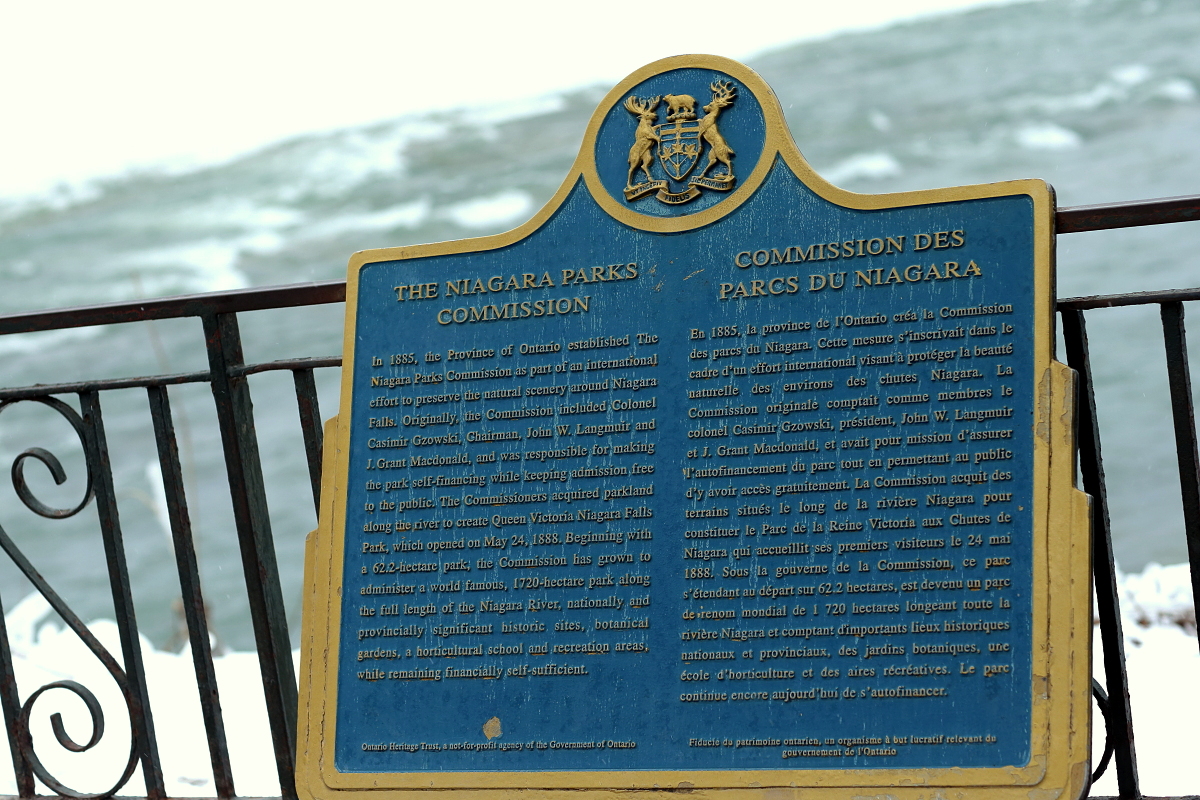 FIDELIS
THE NIAGARA PARKS
COMMISSION
In 1885, the Province of Ontario established The
Niagara Parks Commission as part of an international
effort to preserve the natural scenery around Niagara
Falls. Originally, the Commission included Colonel
Casimir Gzowski, Chairman, John W. Langmuir and
J. Grant Macdonald, and was responsible for making
the park self-financing while keeping admission free
to the public. The Commissioners acquired parkland
along the river to create Queen Victoria Niagara Falls
Park, which opened on May 24, 1888. Beginning with
a 62.2-hectare park, the Commission has grown to
administer a world famous, 1720-hectare park along
the full length of the Niagara River, nationally and
provincially significant historic sites, botanical
gardens, a horticultural school and recreation areas,
while remaining financially self-sufficient.
Ontario Heritage Trust, a not-for-profit agency of the Government of Ontario
COMMISSION DES
PARCS DU NIAGARA
En 1885, la province de l'Ontario créa la Commission
des parcs du Niagara. Cette mesure s'inscrivait dans le
cadre d'un effort international visant à protéger la beauté
naturelle des environs des chutes Niagara. La
Commission originale comptait comme membres le
colonel Casimir Gzowski, président, John W. Langmuir
et J. Grant Macdonald, et avait pour mission d'assurer
l'autofinancement du parc tout en permettant au public
d'y avoir accès gratuitement. La Commission acquit des
terrains situés le long de la rivière Niagara pour
constituer le Parc de la Reine Victoria aux Chutes de
Niagara qui accueillit ses premiers visiteurs le 24 mai
1888. Sous la gouverne de la Commission, ce parc
s'étendant au départ sur 62.2 hectares, est devenu un parc
de renom mondial de 1 720 hectares longeant toute la
rivière Niagara et comptant d'importants lieux historiques
nationaux et provinciaux, des jardins botaniques, une
école d'horticulture et des aires récréatives. Le parc
continue encore aujourd'hui de s'autofinancer.
Fiducie du patrimoine ontarien, un organisme à but lucratif relevant du
gouvernement de l'Ontario